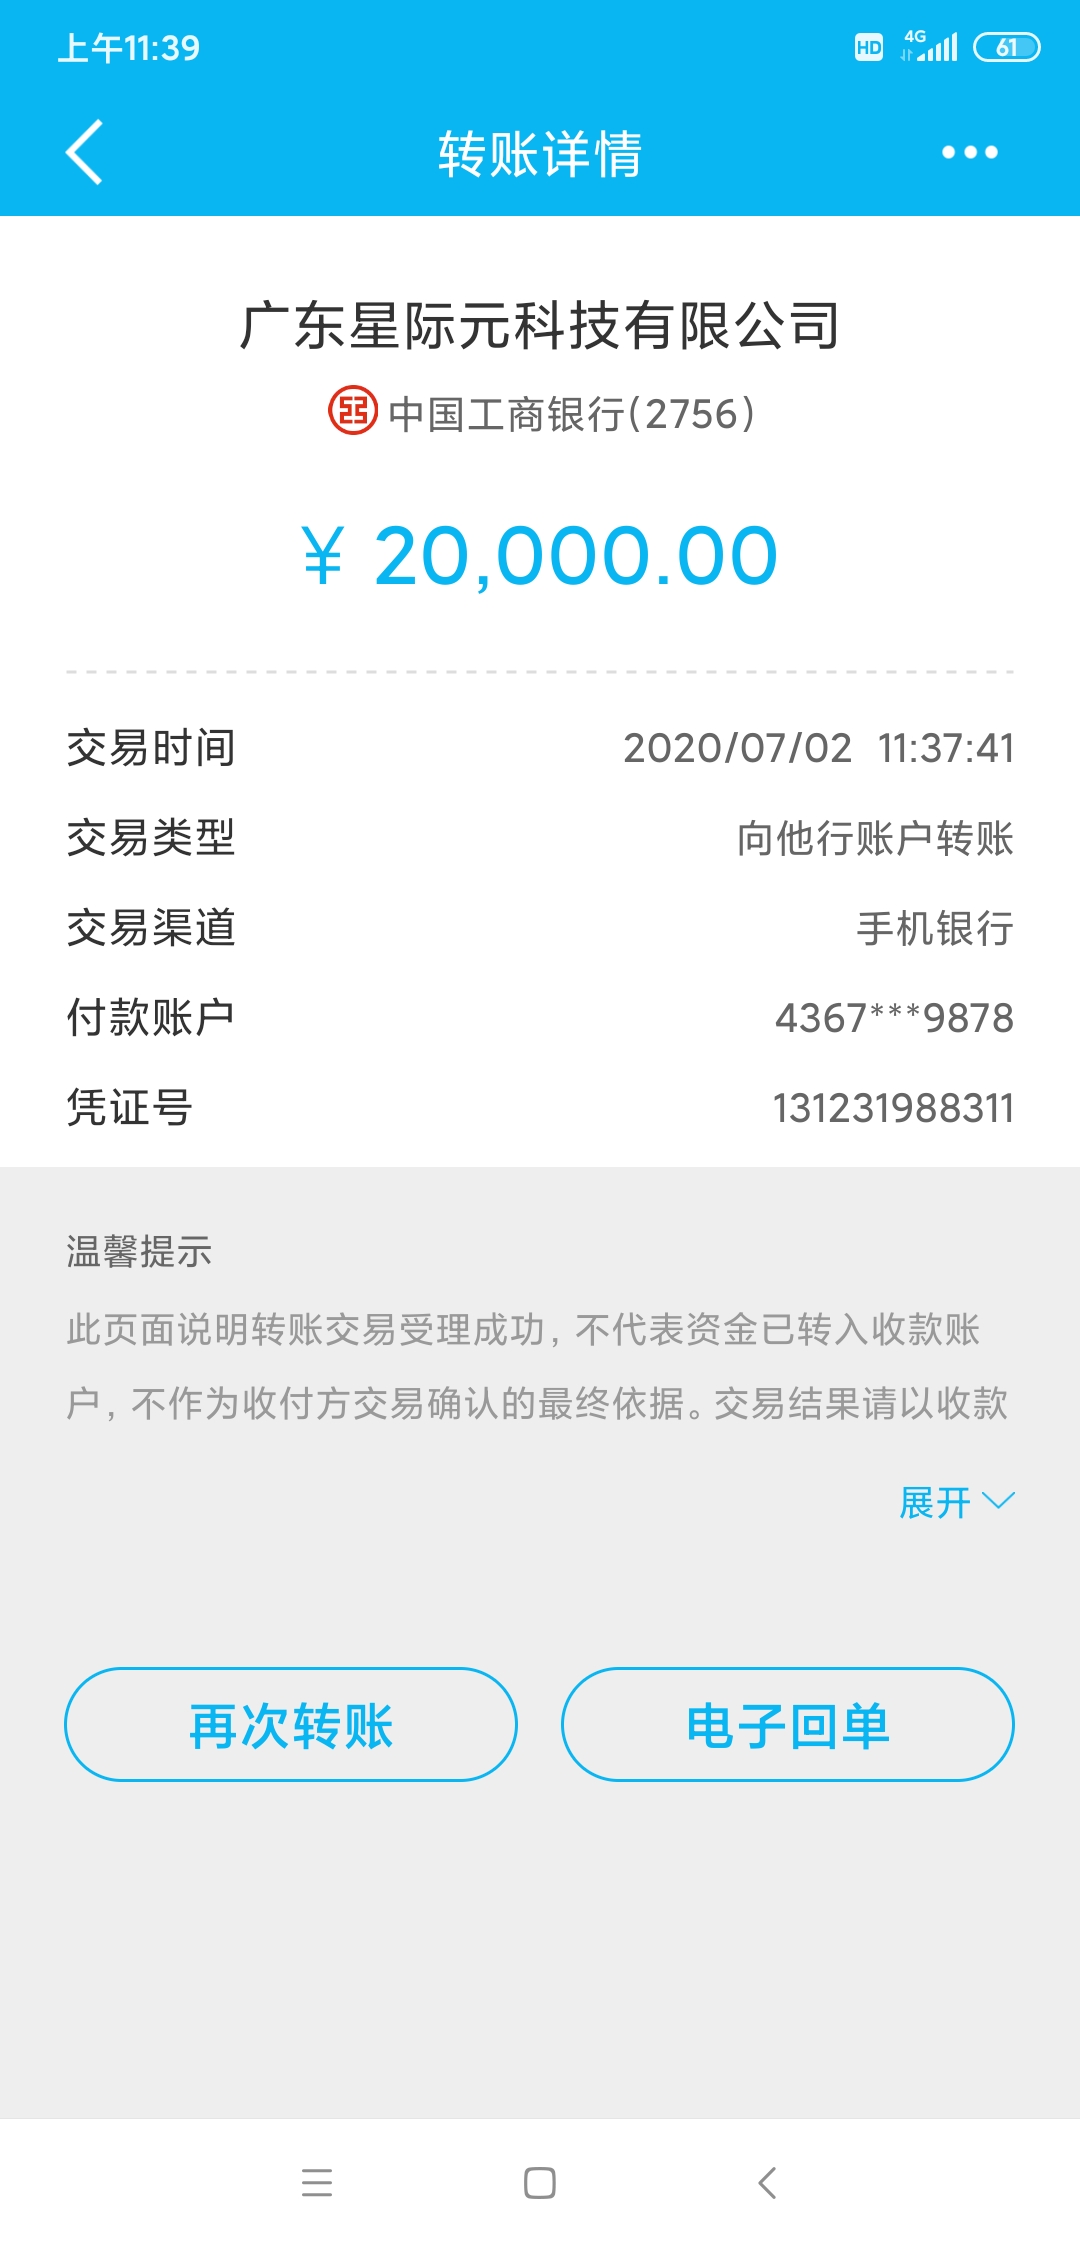 上午11:39
HD 4G 61
转账详情
广东星际元科技有限公司
中国工商银行(2756)
¥ 20,000.00
交易时间 2020/07/02 11:37:41
交易类型 向他行账户转账
交易渠道 手机银行
付款账户 4367***9878
凭证号 131231988311
温馨提示
此页面说明转账交易受理成功，不代表资金已转入收款账
户，不作为收付方交易确认的最终依据。交易结果请以收款
展开
再次转账 电子回单